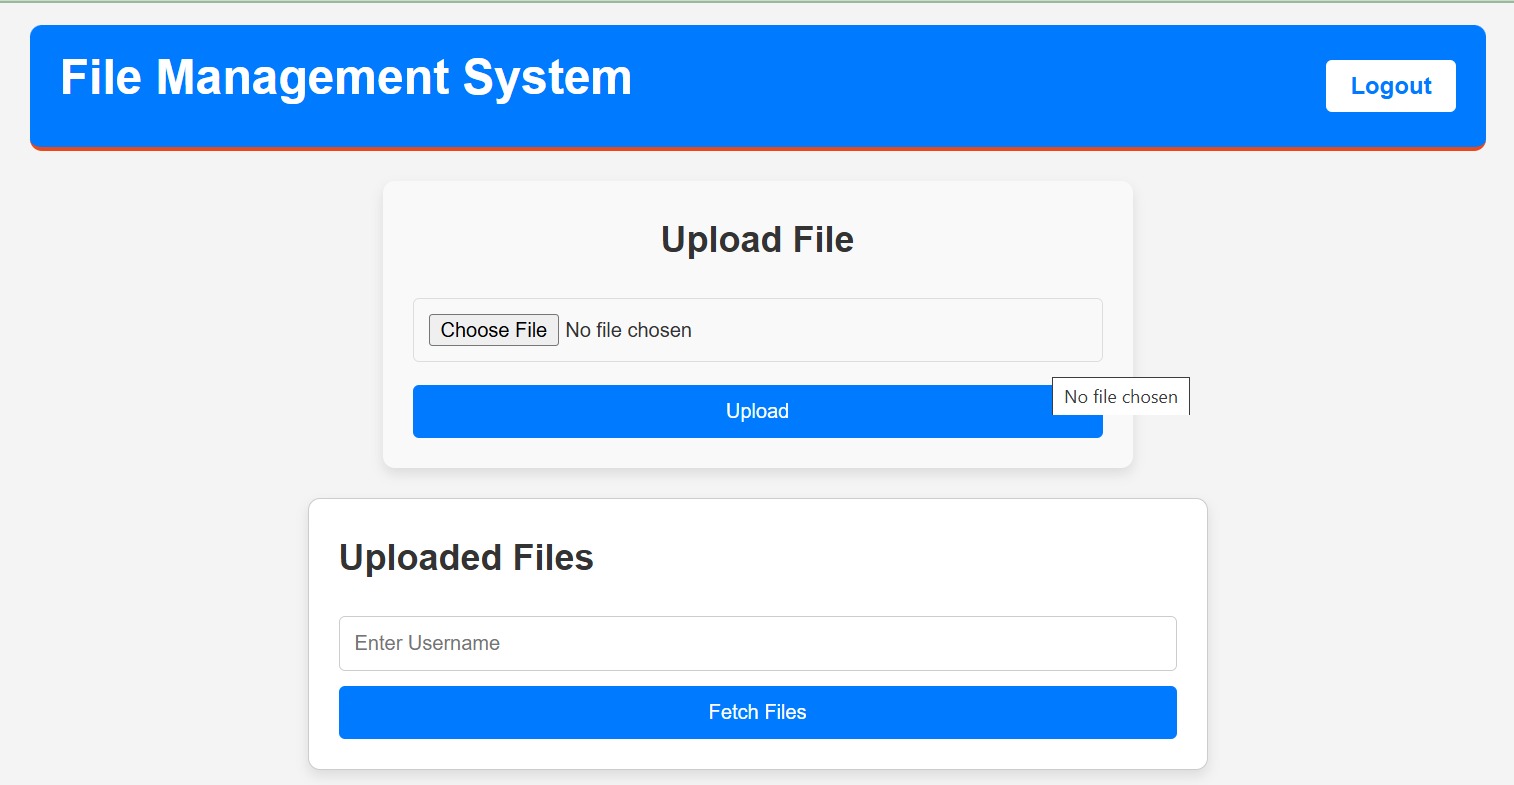 File Management System
Logout
Upload File
Choose File No file chosen
No file chosen
Upload
Uploaded Files
Enter Username
Fetch Files